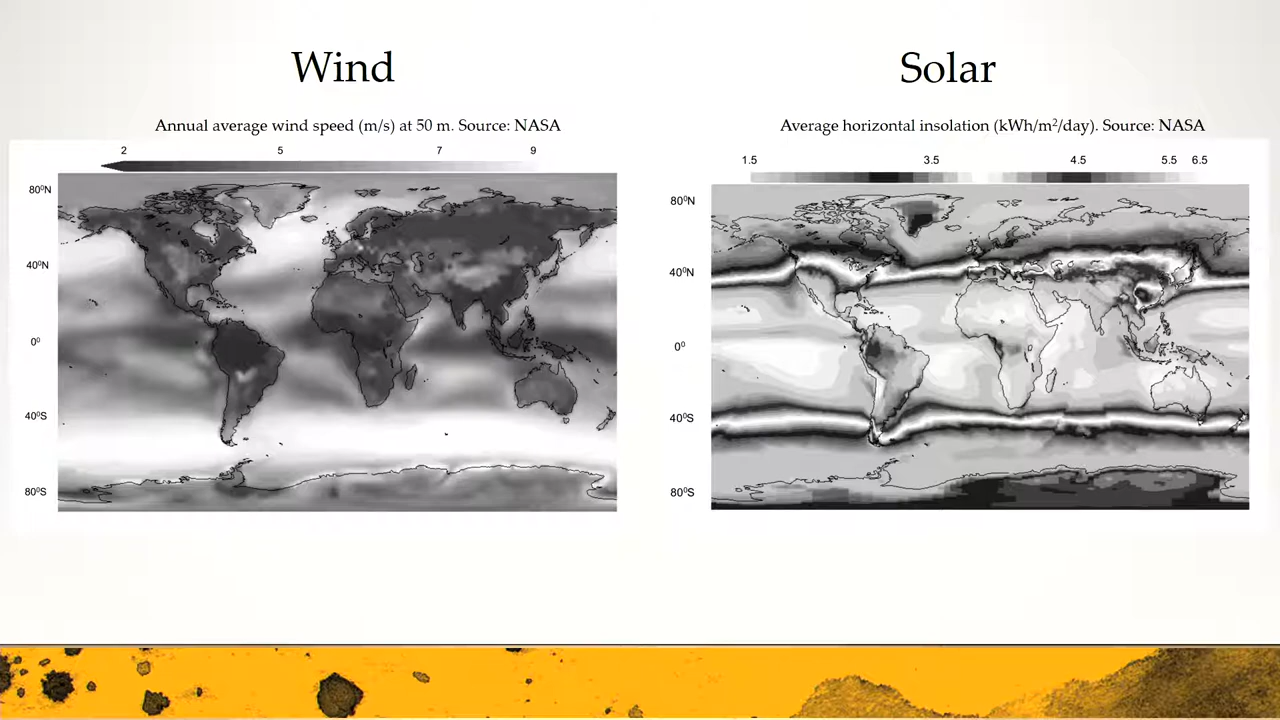 Wind
Annual average wind speed (m/s) at 50 m. Source: NASA
2 5 7 9
80⁰N
40⁰N
0⁰
40⁰S
80⁰S
Solar
Average horizontal insolation (kWh/m²/day). Source: NASA
1.5 3.5 4.5 5.5 6.5
80⁰N
40⁰N
0⁰
40⁰S
80⁰S